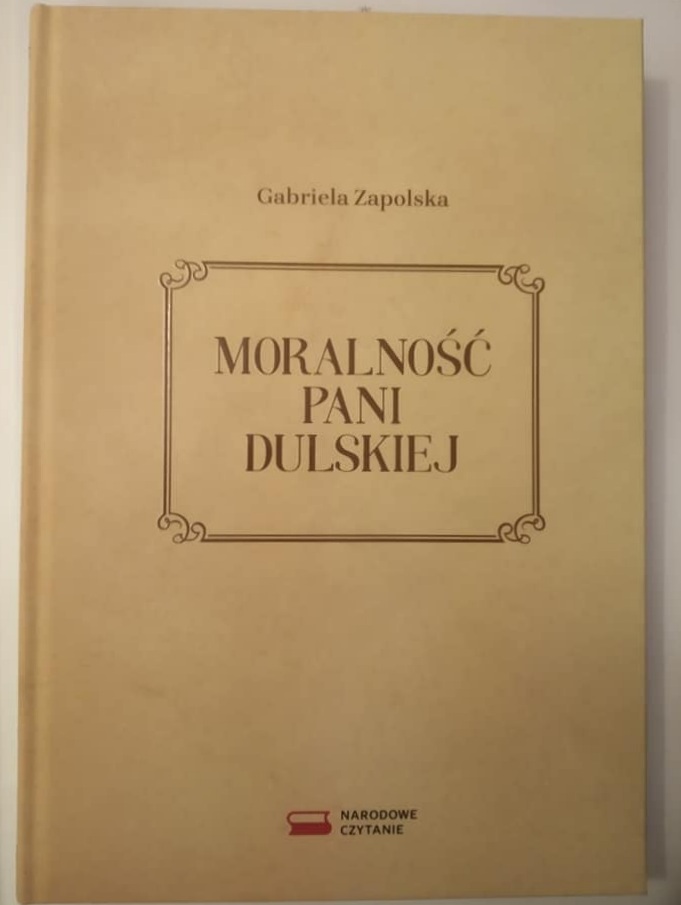 Gabriela Zapolska
MORALNOŚĆ
PANI
DULSKIEJ
NARODOWE
CZYTANIE